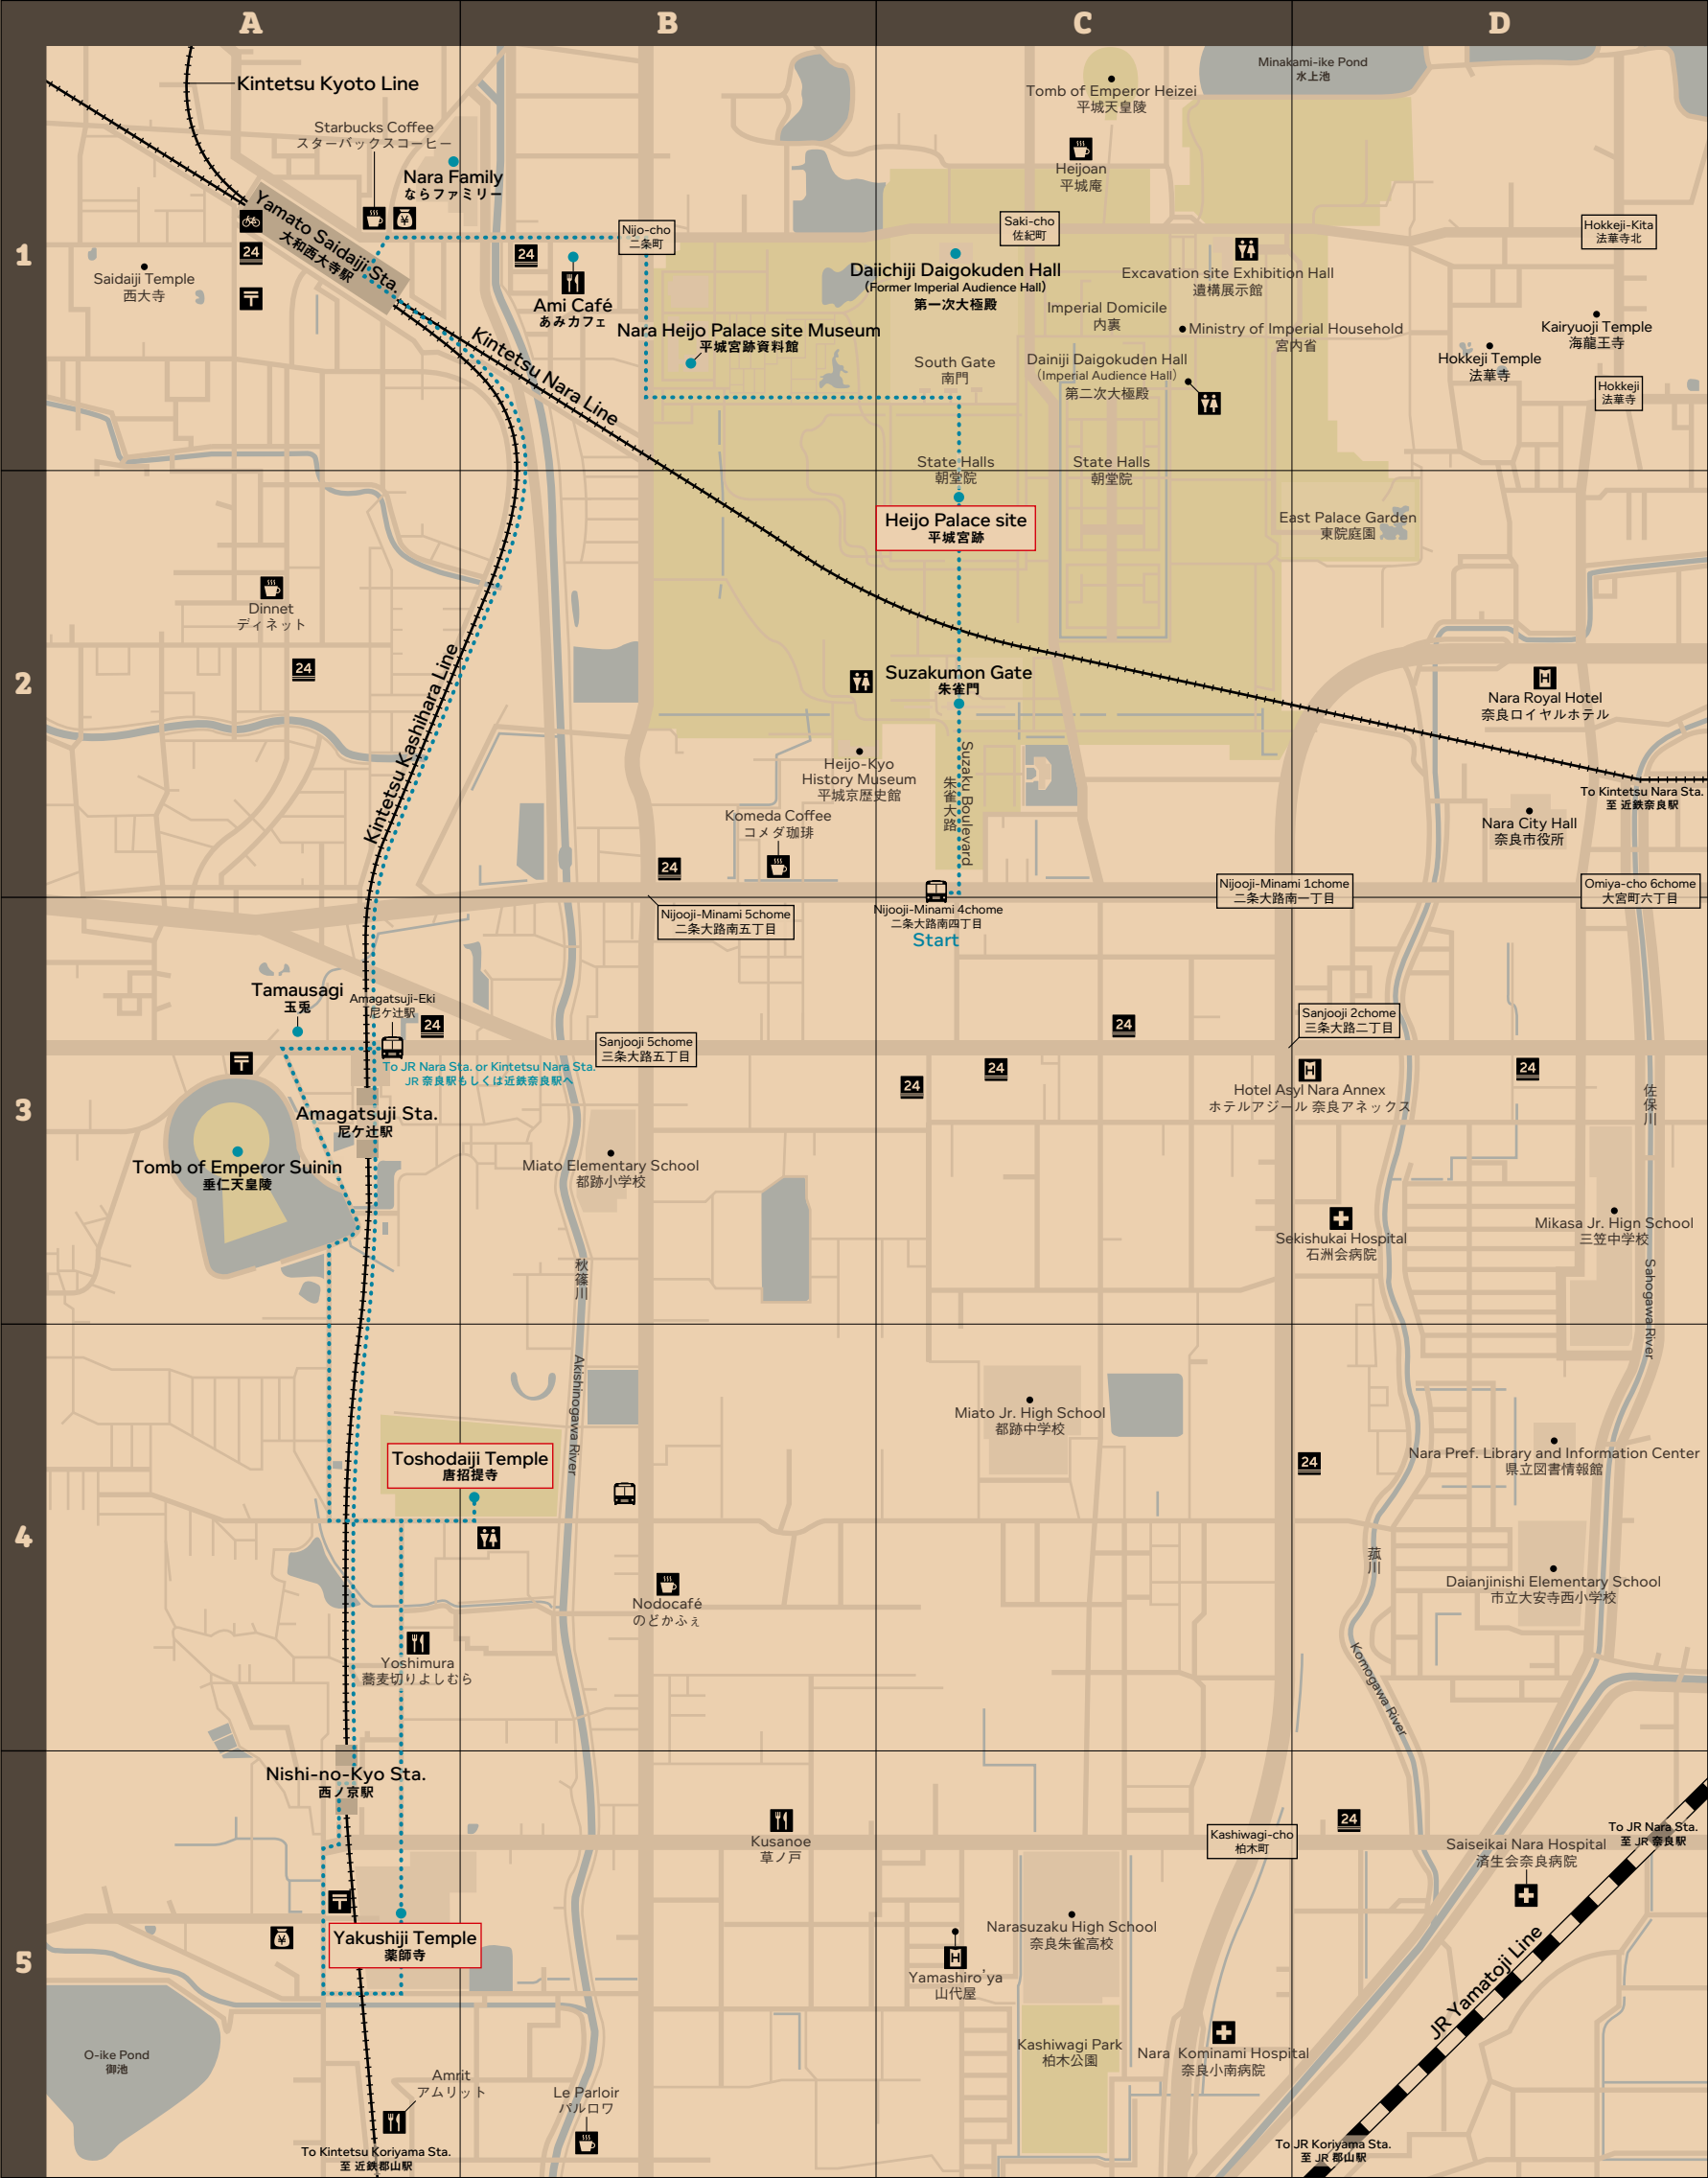 A
B
C
D
1
2
3
4
5
Kintetsu Kyoto Line
Starbucks Coffee
スターバックスコーヒー
Nara Family
ならファミリー
Yamato Saidaiji Sta.
大和西大寺駅
24
Saidaiji Temple
西大寺
24
Ami Café
あみカフェ
Nijo-cho
二条町
Nara Heijo Palace site Museum
平城宮跡資料館
Kintetsu Nara Line
Tomb of Emperor Heizei
平城天皇陵
Minakami-ike Pond
水上池
Heijoan
平城庵
Saki-cho
佐紀町
Hokkeji-Kita
法華寺北
Daiichiji Daigokuden Hall
(Former Imperial Audience Hall)
第一次大極殿
Excavation site Exhibition Hall
遺構展示館
Imperial Domicile
内裏
Ministry of Imperial Household
宮内省
South Gate
南門
Dainiji Daigokuden Hall
(Imperial Audience Hall)
第二次大極殿
Kairyuoji Temple
海龍王寺
Hokkeji Temple
法華寺
Hokkeji
法華寺
State Halls
朝堂院
State Halls
朝堂院
Heijo Palace site
平城宮跡
East Palace Garden
東院庭園
Dinnet
ディネット
24
Kintetsu Kashihara Line
Suzakumon Gate
朱雀門
Nara Royal Hotel
奈良ロイヤルホテル
Heijo-Kyo
History Museum
平城京歴史館
Suzaku Boulevard
朱雀大路
To Kintetsu Nara Sta.
至 近鉄奈良駅
Nara City Hall
奈良市役所
Komeda Coffee
コメダ珈琲
24
Nijooji-Minami 1chome
二条大路南一丁目
Omiya-cho 6chome
大宮町六丁目
Nijooji-Minami 5chome
二条大路南五丁目
Nijooji-Minami 4chome
二条大路南四丁目
Start
Tamausagi
玉兎
Amagatsuji-Eki
尼ケ辻駅
24
Sanjooji 5chome
三条大路五丁目
24
Sanjooji 2chome
三条大路二丁目
To JR Nara Sta. or Kintetsu Nara Sta.
JR 奈良駅もしくは近鉄奈良駅へ
24
24
24
Hotel Asyl Nara Annex
ホテルアジール 奈良アネックス
佐保川
Amagatsuji Sta.
尼ケ辻駅
Tomb of Emperor Suinin
垂仁天皇陵
Miato Elementary School
都跡小学校
Sekishukai Hospital
石洲会病院
Mikasa Jr. Hign School
三笠中学校
秋篠川
Sahogawa River
Akishinogawa River
Miato Jr. High School
都跡中学校
Toshodaiji Temple
唐招提寺
24
Nara Pref. Library and Information Center
県立図書情報館
菰川
Daianjinishi Elementary School
市立大安寺西小学校
Nodocafé
のどかふぇ
Yoshimura
蕎麦切りよしむら
Komogawa River
Nishi-no-Kyo Sta.
西ノ京駅
Kusanoe
草ノ戸
Kashiwagi-cho
柏木町
24
To JR Nara Sta.
至 JR 奈良駅
Saiseikai Nara Hospital
済生会奈良病院
Yakushiji Temple
薬師寺
Narasuzaku High School
奈良朱雀高校
Yamashiro'ya
山代屋
JR Yamatoji Line
Kashiwagi Park
柏木公園
Nara Kominami Hospital
奈良小南病院
O-ike Pond
御池
Amrit
アムリット
Le Parloir
パルロワ
To Kintetsu Koriyama Sta.
至 近鉄郡山駅
To JR Koriyama Sta.
至 JR 郡山駅